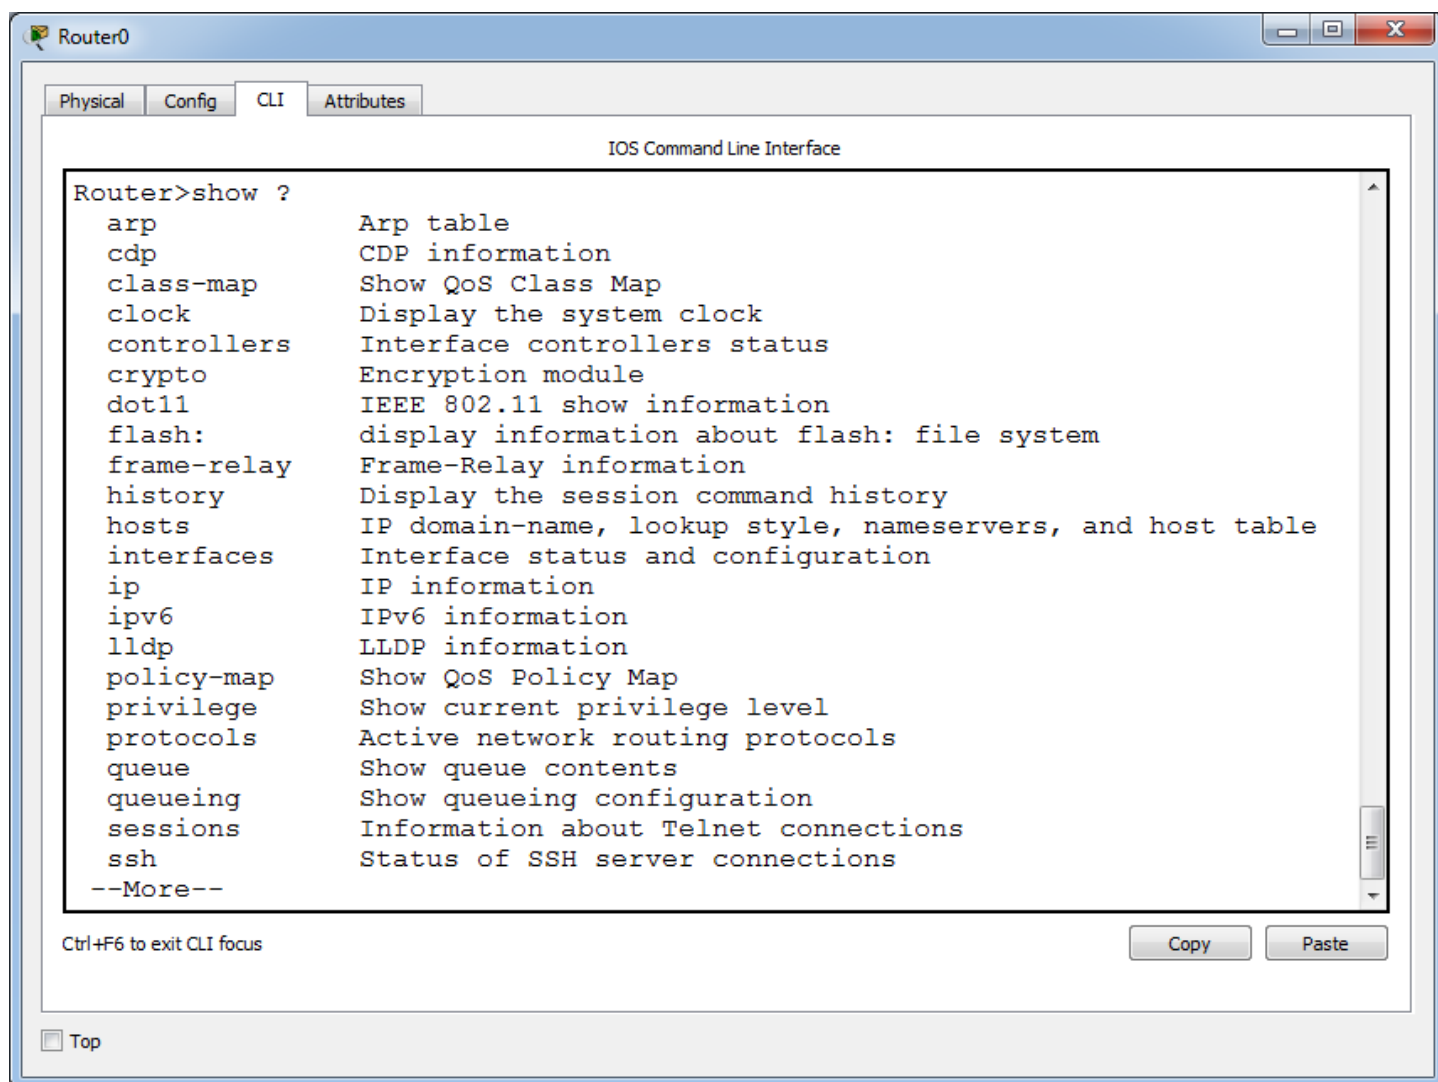 Router0
Physical Config CLI Attributes
IOS Command Line Interface
Router>show ?
arp Arp table
cdp CDP information
class-map Show QoS Class Map
clock Display the system clock
controllers Interface controllers status
crypto Encryption module
dot11 IEEE 802.11 show information
flash: display information about flash: file system
frame-relay Frame-Relay information
history Display the session command history
hosts IP domain-name, lookup style, nameservers, and host table
interfaces Interface status and configuration
ip IP information
ipv6 IPv6 information
lldp LLDP information
policy-map Show QoS Policy Map
privilege Show current privilege level
protocols Active network routing protocols
queue Show queue contents
queueing Show queueing configuration
sessions Information about Telnet connections
ssh Status of SSH server connections
--More--
Ctrl+F6 to exit CLI focus Copy Paste
Top